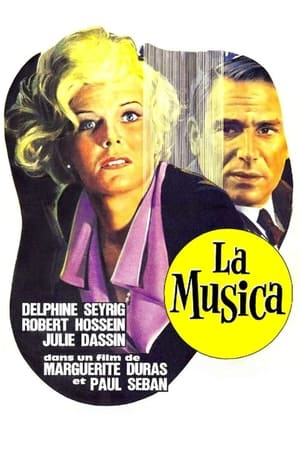 La
Musica
DELPHINE SEYRIG
ROBERT HOSSEIN
JULIE DASSIN
dans un film de
MARGUERITE DURAS
et
PAUL SEBAN